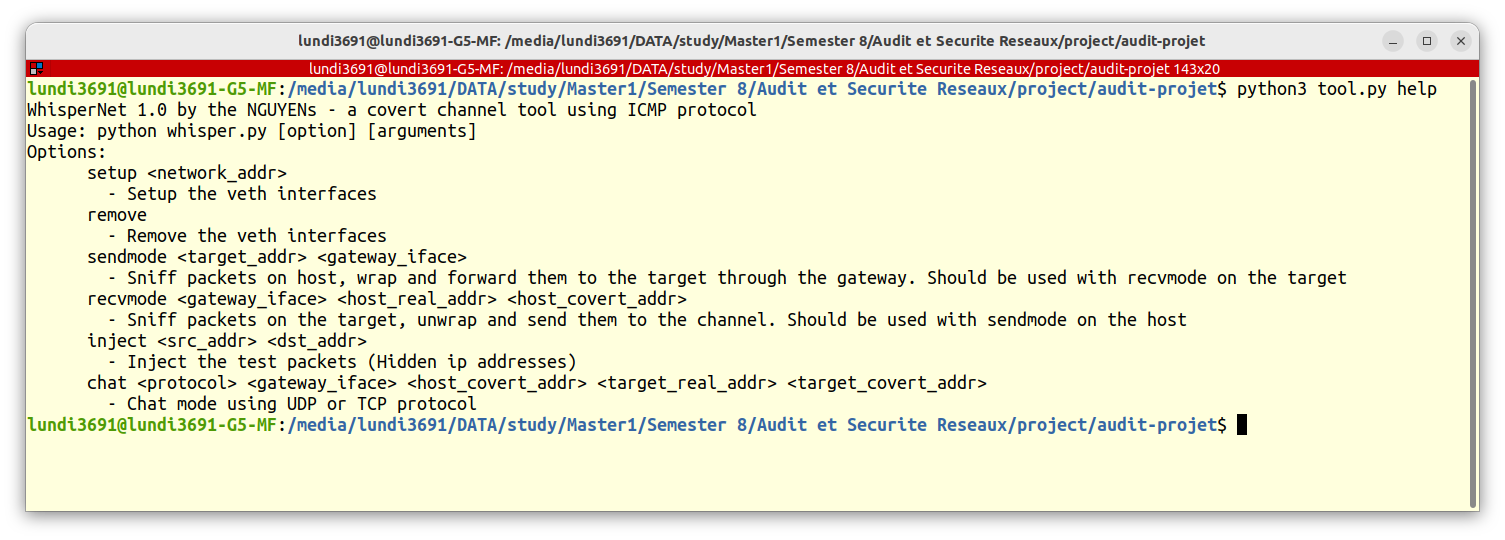 lundi3691@lundi3691-G5-MF: /media/lundi3691/DATA/study/Master1/Semester 8/Audit et Securite Reseaux/project/audit-projet
lundi3691@lundi3691-G5-MF: /media/lundi3691/DATA/study/Master1/Semester 8/Audit et Securite Reseaux/project/audit-projet 143x20
lundi3691@lundi3691-G5-MF:/media/lundi3691/DATA/study/Master1/Semester 8/Audit et Securite Reseaux/project/audit-projet$ python3 tool.py help
WhisperNet 1.0 by the NGUYENs - a covert channel tool using ICMP protocol
Usage: python whisper.py [option] [arguments]
Options:
      setup <network_addr>
        - Setup the veth interfaces
      remove
        - Remove the veth interfaces
      sendmode <target_addr> <gateway_iface>
        - Sniff packets on host, wrap and forward them to the target through the gateway. Should be used with recvmode on the target
      recvmode <gateway_iface> <host_real_addr> <host_covert_addr>
        - Sniff packets on the target, unwrap and send them to the channel. Should be used with sendmode on the host
      inject <src_addr> <dst_addr>
        - Inject the test packets (Hidden ip addresses)
      chat <protocol> <gateway_iface> <host_covert_addr> <target_real_addr> <target_covert_addr>
        - Chat mode using UDP or TCP protocol
lundi3691@lundi3691-G5-MF:/media/lundi3691/DATA/study/Master1/Semester 8/Audit et Securite Reseaux/project/audit-projet$